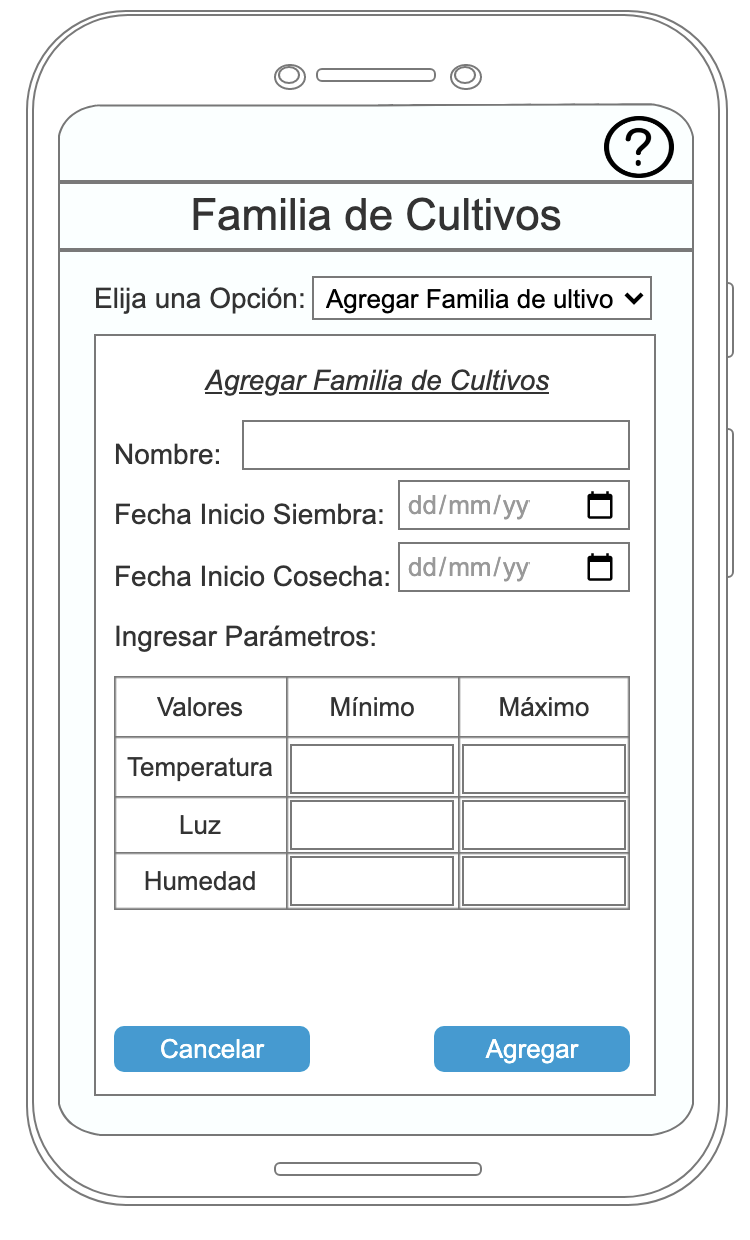 ?
Familia de Cultivos
Elija una Opción: Agregar Familia de ultivo
Agregar Familia de Cultivos
Nombre:
Fecha Inicio Siembra: dd/mm/yy
Fecha Inicio Cosecha: dd/mm/yy
Ingresar Parámetros:
Valores Mínimo Máximo
Temperatura
Luz
Humedad
Cancelar Agregar